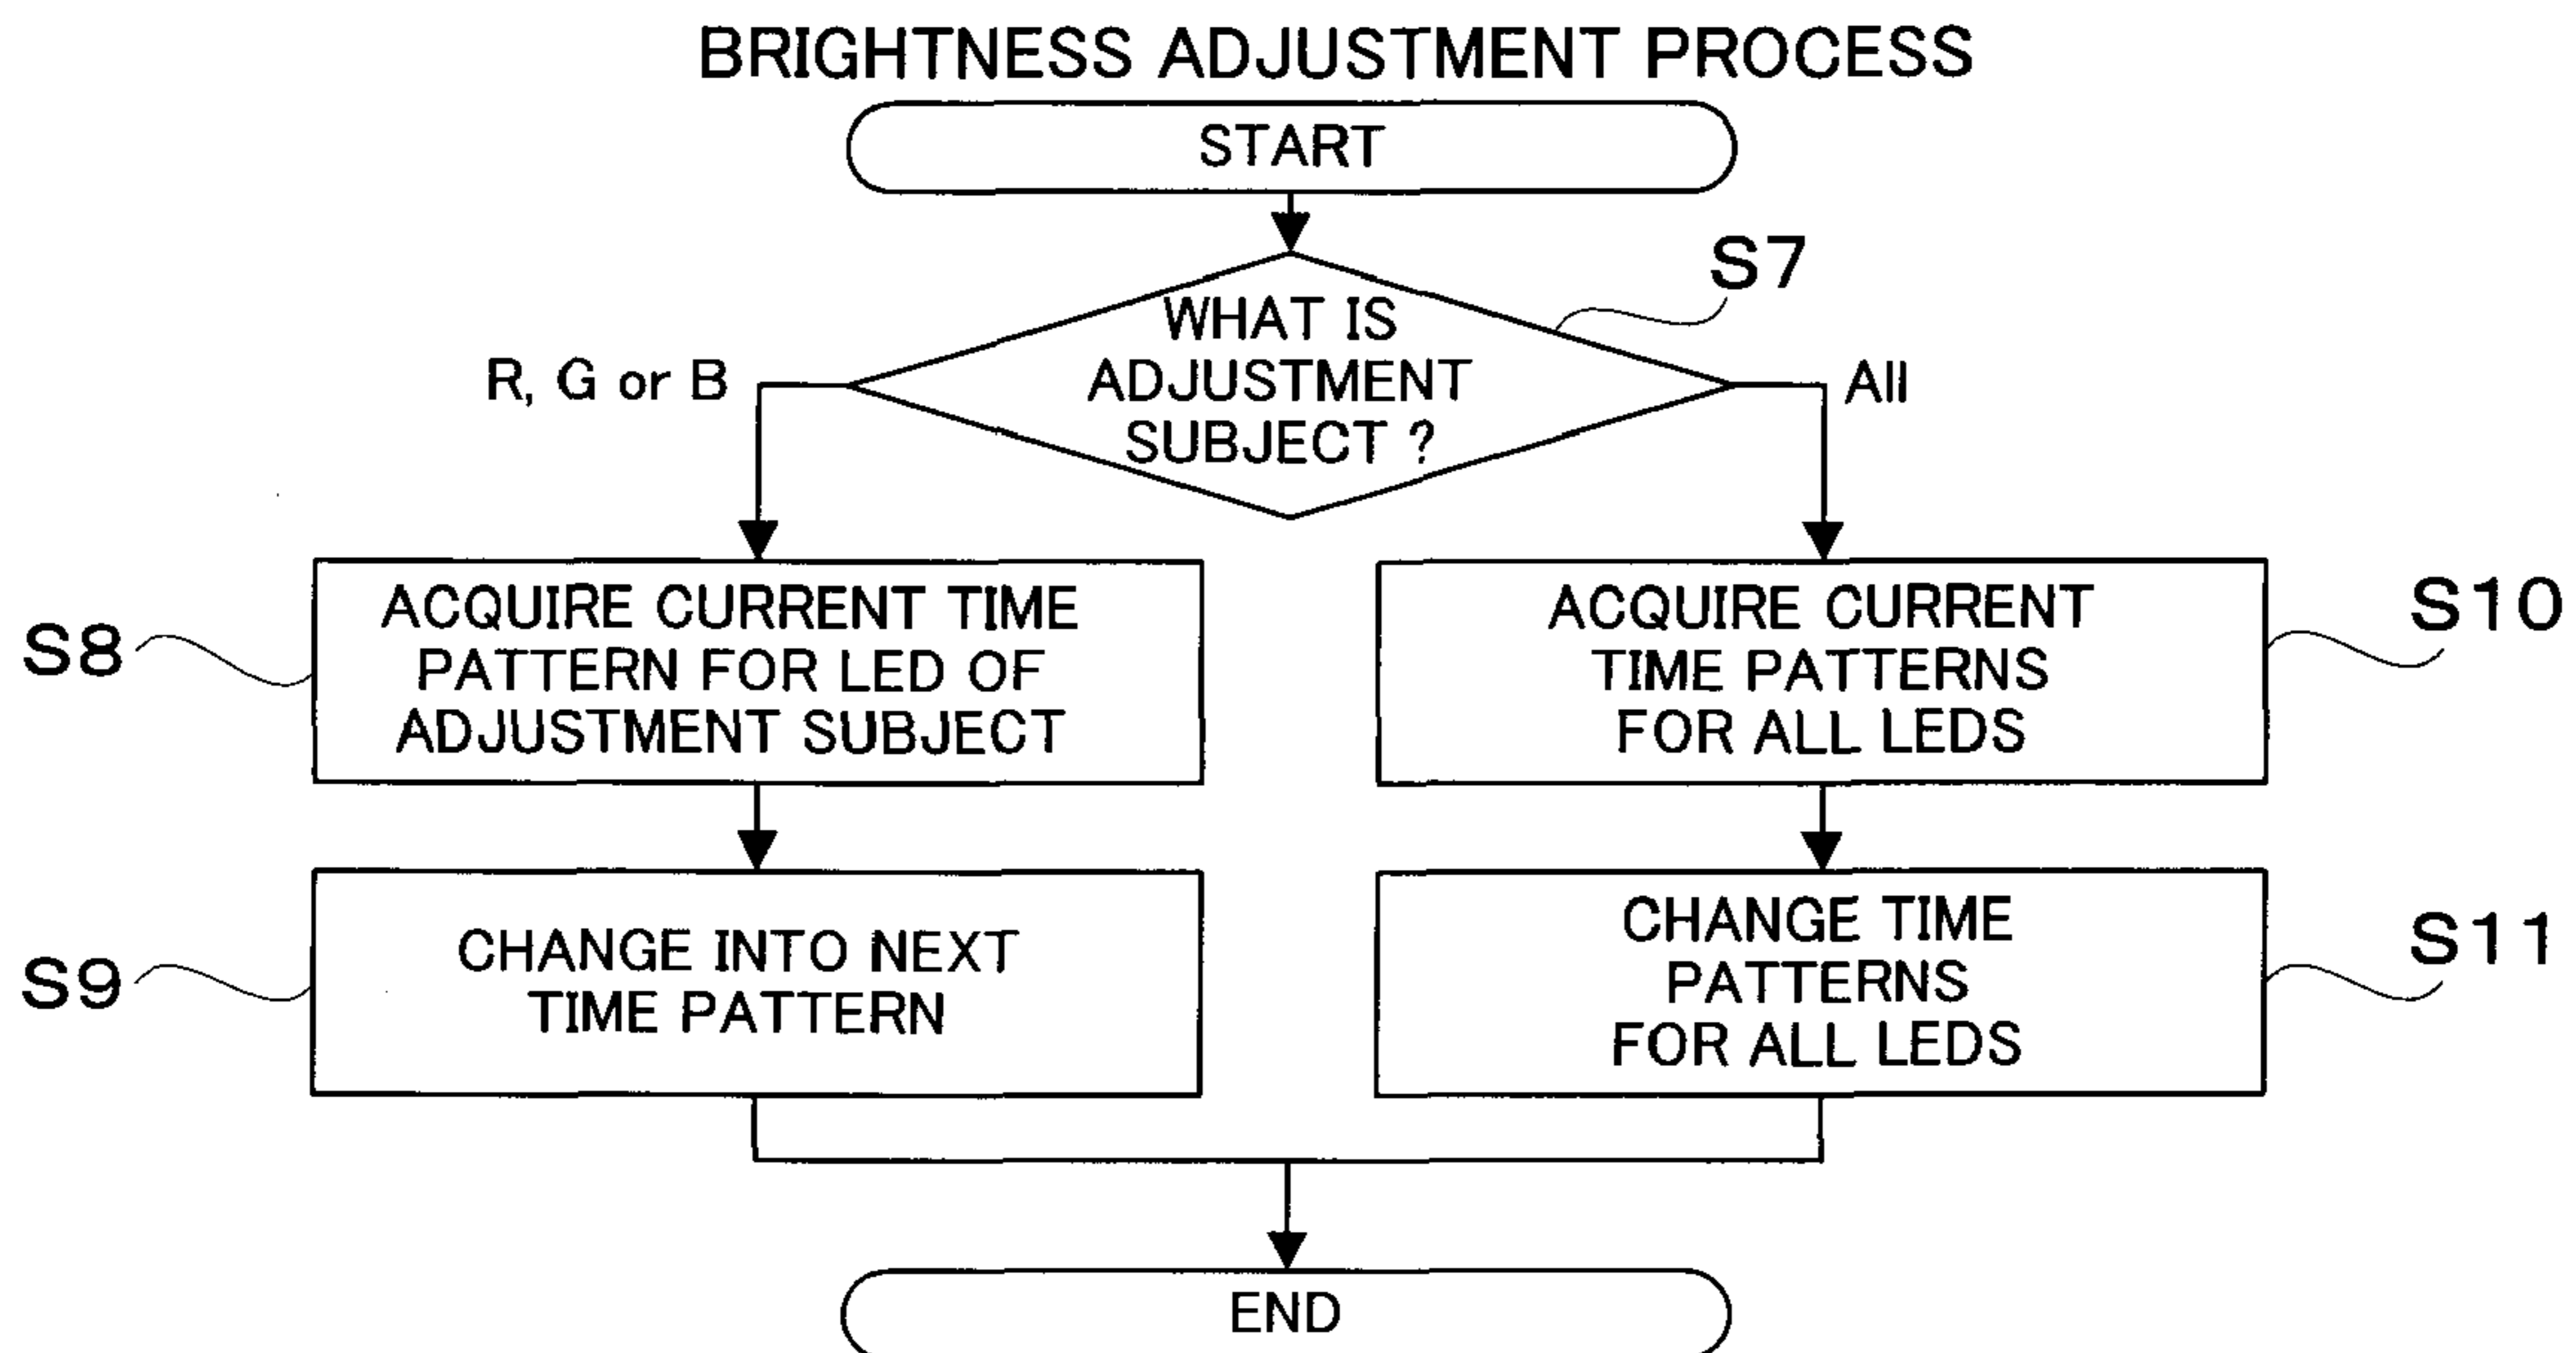 BRIGHTNESS ADJUSTMENT PROCESS
START
S7
WHAT IS
ADJUSTMENT
SUBJECT ?
R, G or B
All
S8
ACQUIRE CURRENT TIME
PATTERN FOR LED OF
ADJUSTMENT SUBJECT
ACQUIRE CURRENT
TIME PATTERNS
FOR ALL LEDS
S10
S9
CHANGE INTO NEXT
TIME PATTERN
CHANGE TIME
PATTERNS
FOR ALL LEDS
S11
END